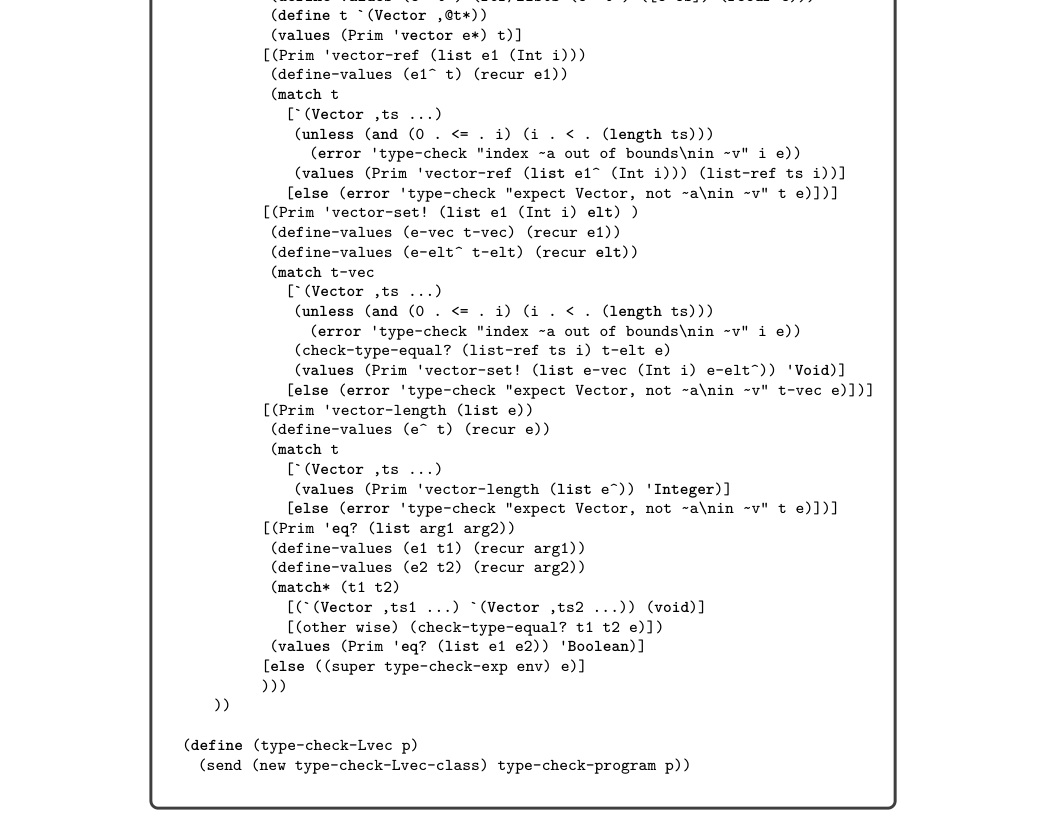 (define t `(Vector ,@t*))
(values (Prim 'vector e*) t)]
[(Prim 'vector-ref (list e1 (Int i)))
(define-values (e1^ t) (recur e1))
(match t
[`(Vector ,ts ...)
(unless (and (0 . <= . i) (i . < . (length ts)))
(error 'type-check "index ~a out of bounds\nin ~v" i e))
(values (Prim 'vector-ref (list e1^ (Int i))) (list-ref ts i))]
[else (error 'type-check "expect Vector, not ~a\nin ~v" t e)])]
[(Prim 'vector-set! (list e1 (Int i) elt) )
(define-values (e-vec t-vec) (recur e1))
(define-values (e-elt^ t-elt) (recur elt))
(match t-vec
[`(Vector ,ts ...)
(unless (and (0 . <= . i) (i . < . (length ts)))
(error 'type-check "index ~a out of bounds\nin ~v" i e))
(check-type-equal? (list-ref ts i) t-elt e)
(values (Prim 'vector-set! (list e-vec (Int i) e-elt^)) 'Void)]
[else (error 'type-check "expect Vector, not ~a\nin ~v" t-vec e)])]
[(Prim 'vector-length (list e))
(define-values (e^ t) (recur e))
(match t
[`(Vector ,ts ...)
(values (Prim 'vector-length (list e^)) 'Integer)]
[else (error 'type-check "expect Vector, not ~a\nin ~v" t e)])]
[(Prim 'eq? (list arg1 arg2))
(define-values (e1 t1) (recur arg1))
(define-values (e2 t2) (recur arg2))
(match* (t1 t2)
[(`(Vector ,ts1 ...) `(Vector ,ts2 ...)) (void)]
[(other wise) (check-type-equal? t1 t2 e)])
(values (Prim 'eq? (list e1 e2)) 'Boolean)]
[else ((super type-check-exp env) e)]
)))
))
(define (type-check-Lvec p)
(send (new type-check-Lvec-class) type-check-program p))